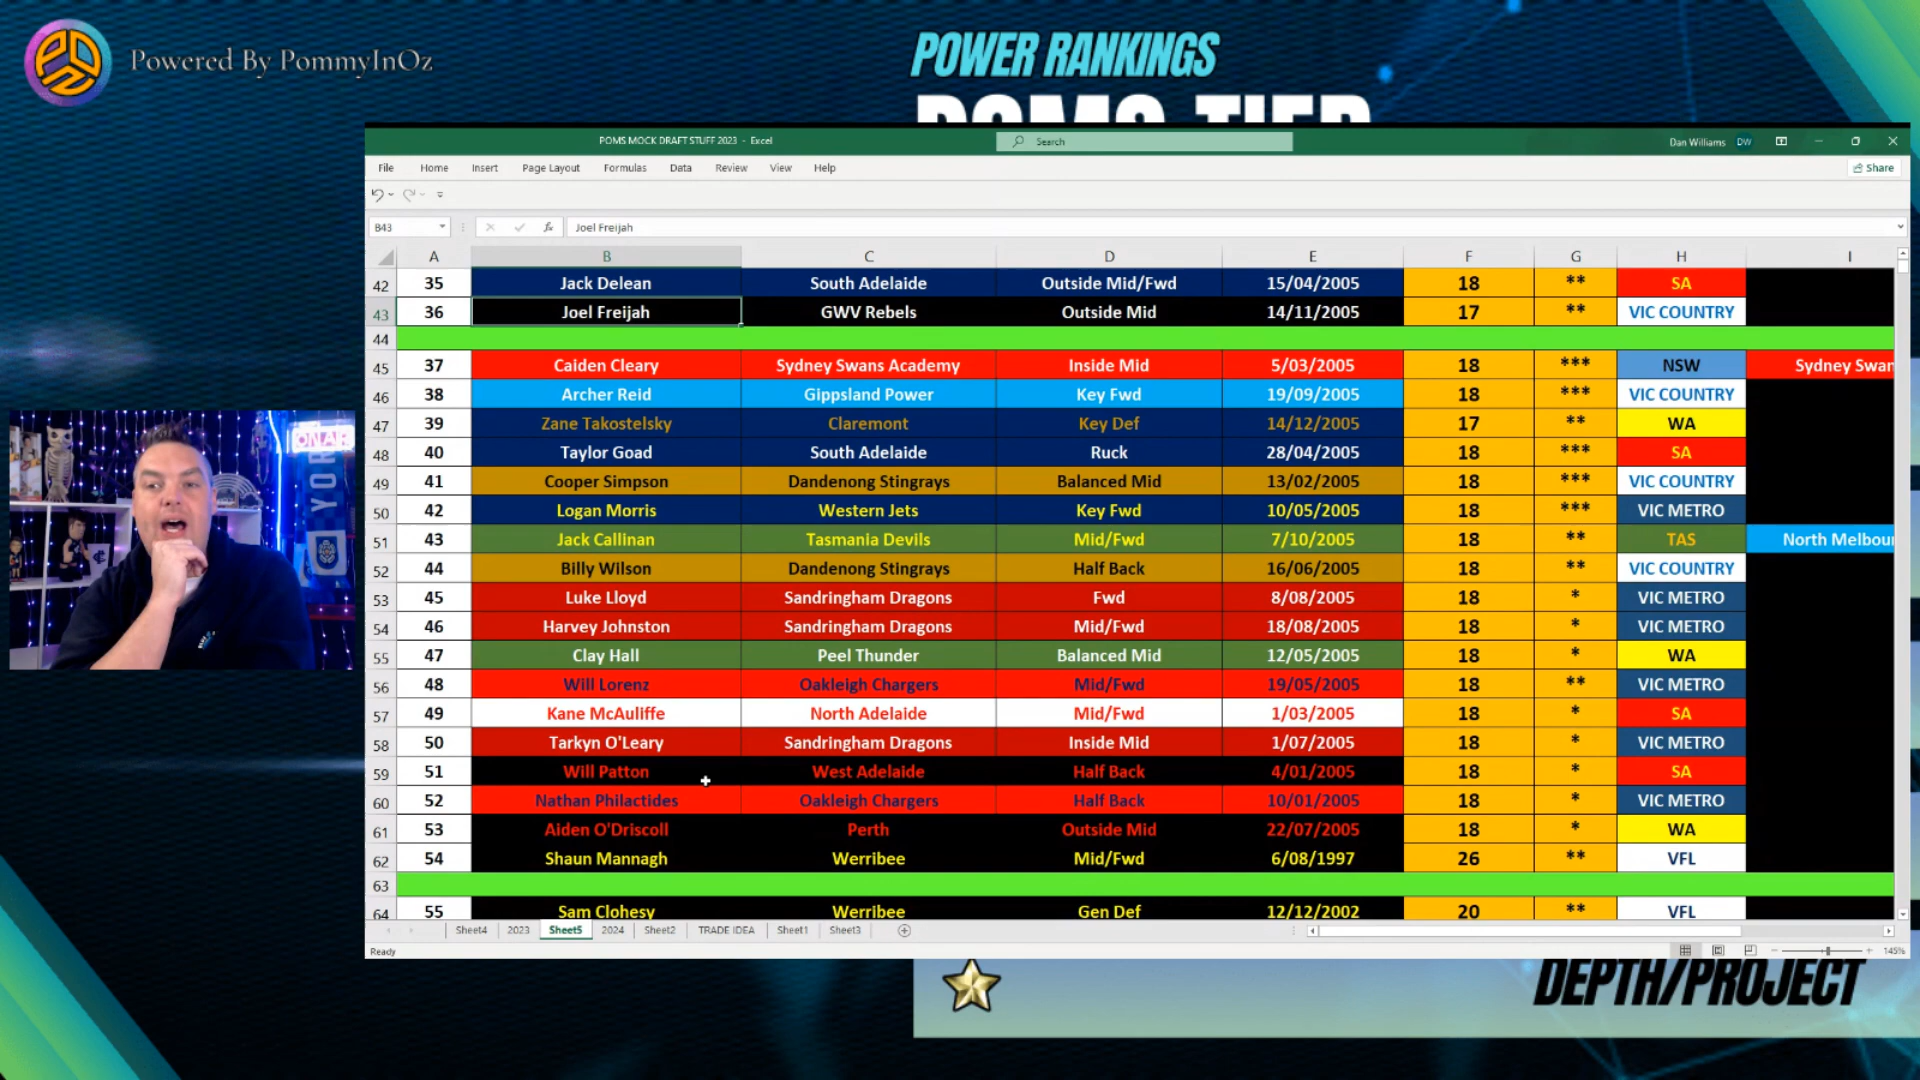 Powered By PommyInOz
POWER RANKINGS
POMS TIER
POMS MOCK DRAFT STUFF 2023 - Excel
Search
Dan Williams DW
File Home Insert Page Layout Formulas Data Review View Help
Share
B43 fx Joel Freijah
A B C D E F G H I
42 35 Jack Delean South Adelaide Outside Mid/Fwd 15/04/2005 18 ** SA
43 36 Joel Freijah GWV Rebels Outside Mid 14/11/2005 17 ** VIC COUNTRY
44
45 37 Caiden Cleary Sydney Swans Academy Inside Mid 5/03/2005 18 *** NSW Sydney Swan
46 38 Archer Reid Gippsland Power Key Fwd 19/09/2005 18 *** VIC COUNTRY
47 39 Zane Takostelsky Claremont Key Def 14/12/2005 17 ** WA
48 40 Taylor Goad South Adelaide Ruck 28/04/2005 18 *** SA
49 41 Cooper Simpson Dandenong Stingrays Balanced Mid 13/02/2005 18 *** VIC COUNTRY
50 42 Logan Morris Western Jets Key Fwd 10/05/2005 18 *** VIC METRO
51 43 Jack Callinan Tasmania Devils Mid/Fwd 7/10/2005 18 ** TAS North Melbou
52 44 Billy Wilson Dandenong Stingrays Half Back 16/06/2005 18 ** VIC COUNTRY
53 45 Luke Lloyd Sandringham Dragons Fwd 8/08/2005 18 * VIC METRO
54 46 Harvey Johnston Sandringham Dragons Mid/Fwd 18/08/2005 18 * VIC METRO
55 47 Clay Hall Peel Thunder Balanced Mid 12/05/2005 18 * WA
56 48 Will Lorenz Oakleigh Chargers Mid/Fwd 19/05/2005 18 ** VIC METRO
57 49 Kane McAuliffe North Adelaide Mid/Fwd 1/03/2005 18 * SA
58 50 Tarkyn O'Leary Sandringham Dragons Inside Mid 1/07/2005 18 * VIC METRO
59 51 Will Patton West Adelaide Half Back 4/01/2005 18 * SA
60 52 Nathan Philactides Oakleigh Chargers Half Back 10/01/2005 18 * VIC METRO
61 53 Aiden O'Driscoll Perth Outside Mid 22/07/2005 18 * WA
62 54 Shaun Mannagh Werribee Mid/Fwd 6/08/1997 26 ** VFL
63
64 55 Sam Clohesy Werribee Gen Def 12/12/2002 20 ** VFL
Sheet4 2023 Sheet5 2024 Sheet2 TRADE IDEA Sheet1 Sheet3
Ready
145%
ON AIR
YOR
DEPTH/PROJECT